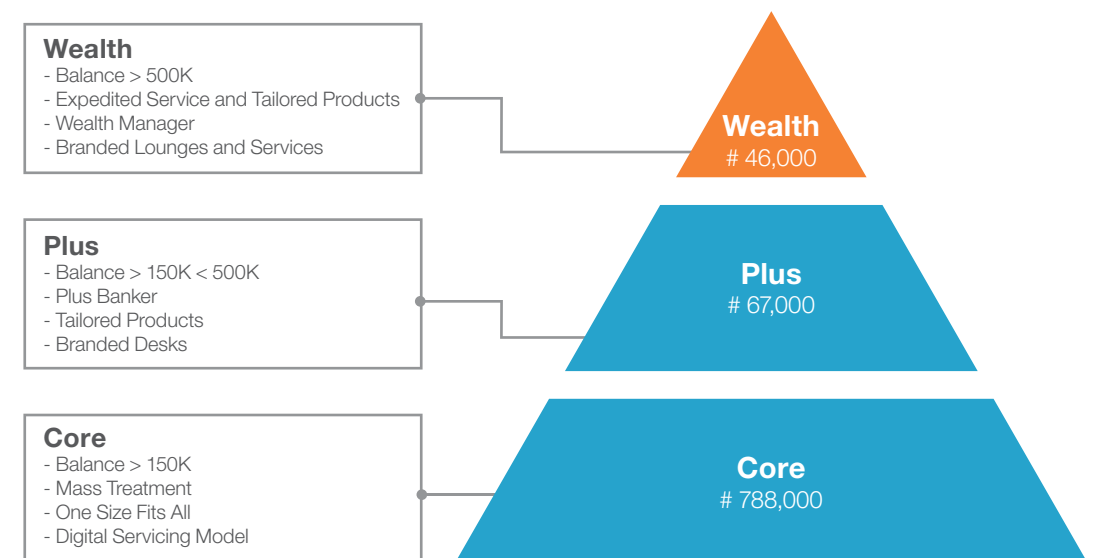 Wealth
- Balance > 500K
- Expedited Service and Tailored Products
- Wealth Manager
- Branded Lounges and Services
Wealth
# 46,000
Plus
- Balance > 150K < 500K
- Plus Banker
- Tailored Products
- Branded Desks
Plus
# 67,000
Core
- Balance > 150K
- Mass Treatment
- One Size Fits All
- Digital Servicing Model
Core
# 788,000